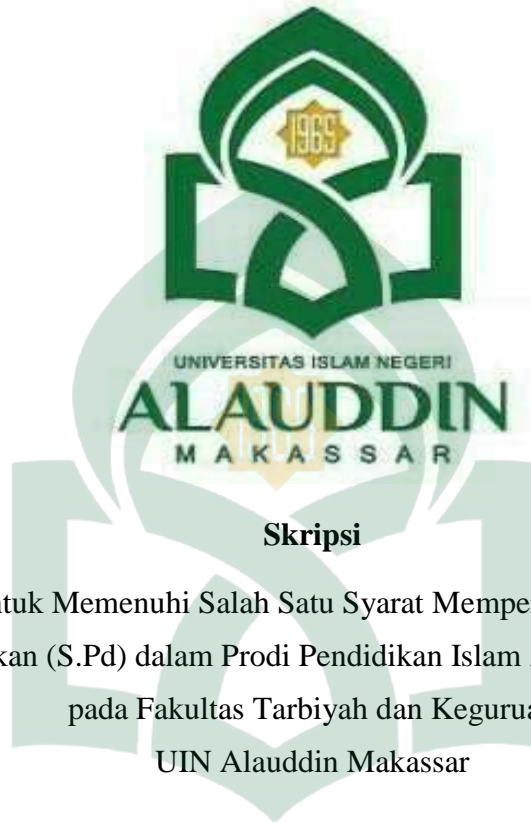 1965
UNIVERSITAS ISLAM NEGERI
ALAUDDIN
MAKASSAR
Skripsi
Memenuhi Salah Satu Syarat
(S.Pd) dalam Prodi Pendidikan Islam
pada Fakultas Tarbiyah dan
UIN Alauddin Makassar